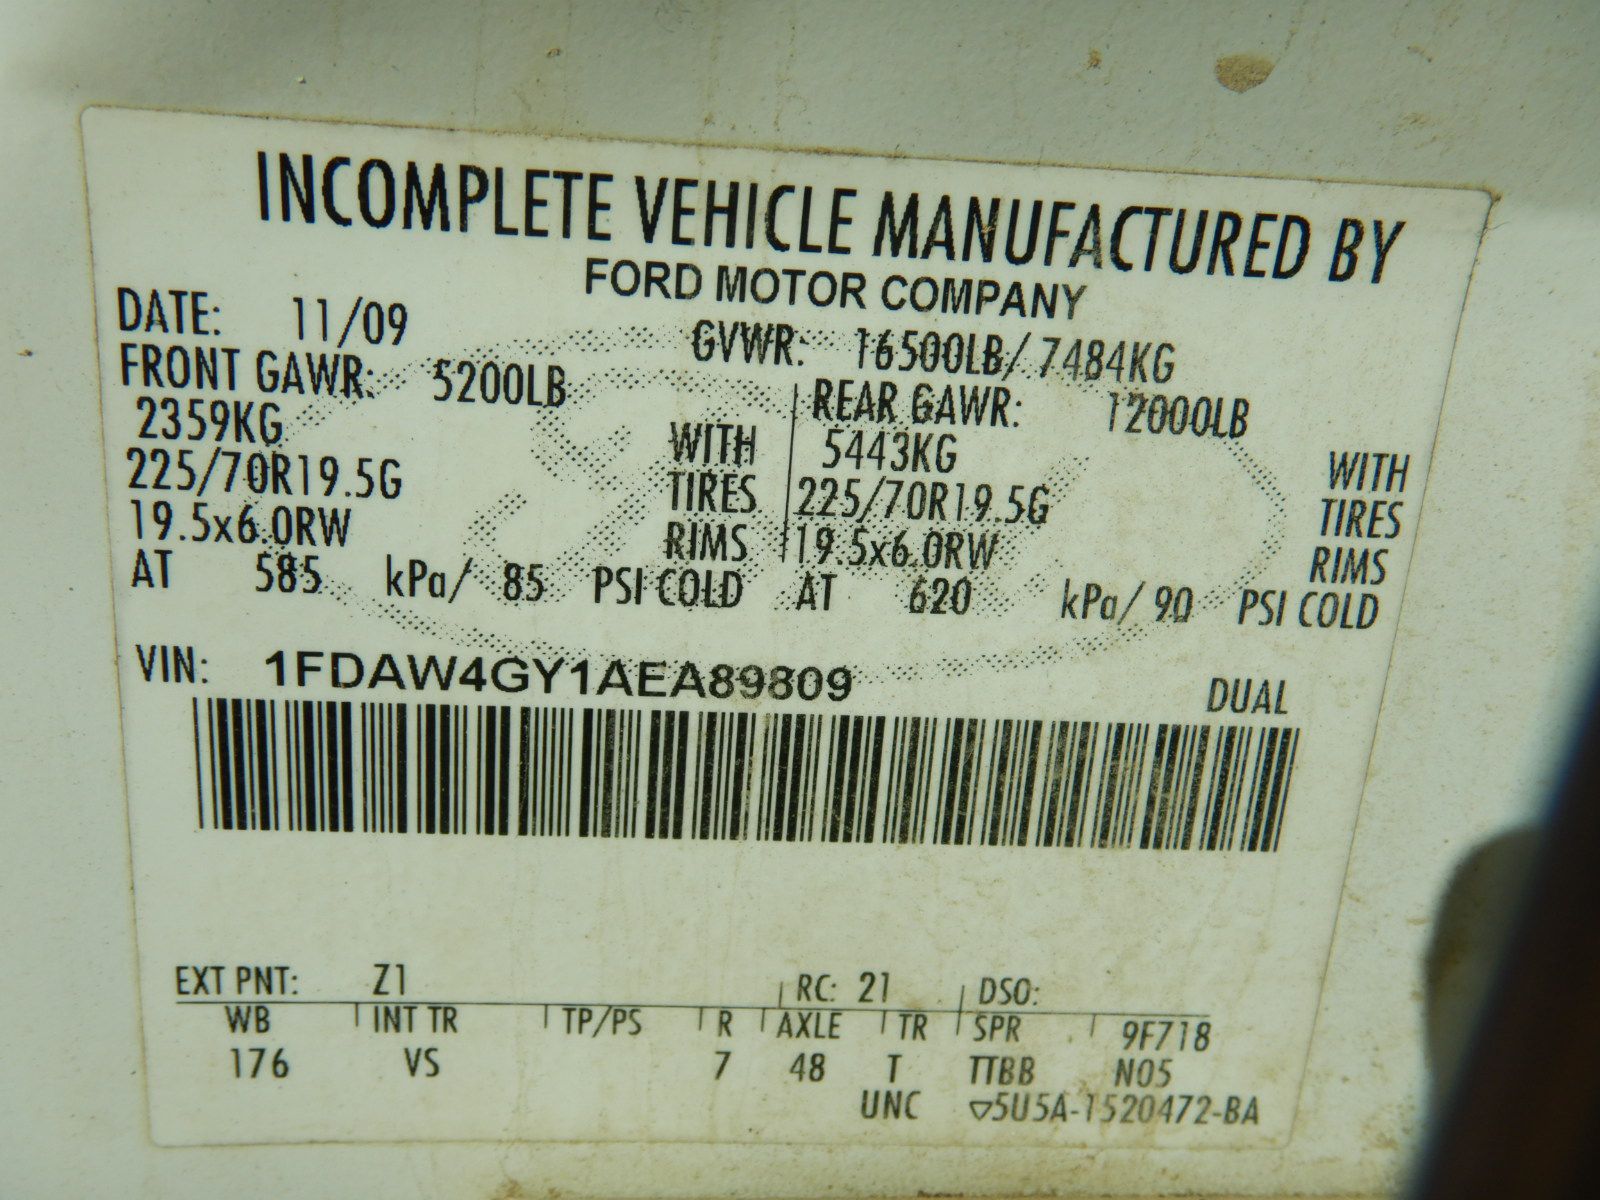 INCOMPLETE VEHICLE MANUFACTURED BY
FORD MOTOR COMPANY
DATE: 11/09 GVWR: 16500LB/ 7484KG
FRONT GAWR: 5200LB REAR GAWR: 12000LB
2359KG WITH 5443KG WITH
225/70R19.5G TIRES 225/70R19.5G TIRES
19.5x6.0RW RIMS 19.5x6.0RW RIMS
AT 585 kPa/ 85 PSI COLD AT 620 kPa/ 90 PSI COLD
VIN: 1FDAW4GY1AEA89809 DUAL
EXT PNT: Z1 RC: 21 DSO:
WB INT TR TP/PS R AXLE TR SPR 9F718
176 VS 7 48 T TTBB N05
UNC ▽5U5A-1520472-BA